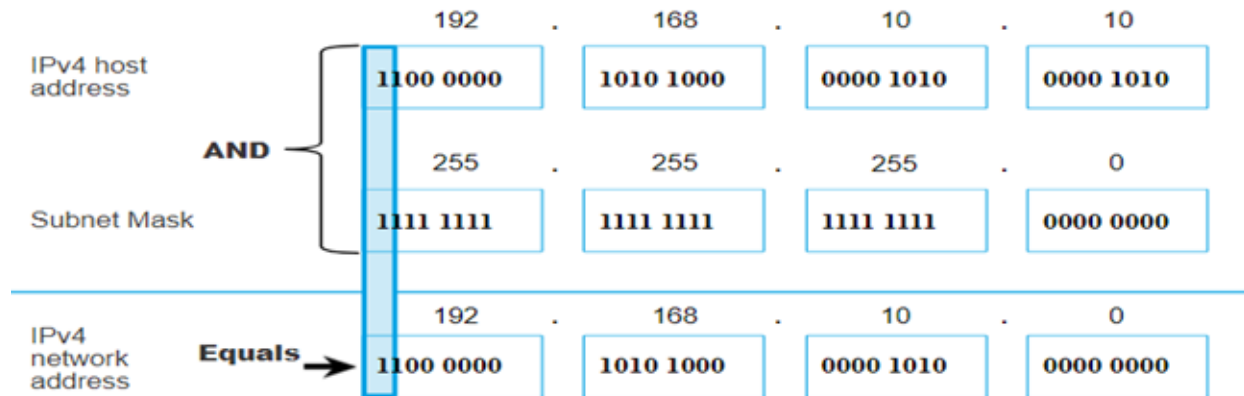 192 . 168 . 10 . 10
IPv4 host
address
1100 0000 1010 1000 0000 1010 0000 1010
AND
255 . 255 . 255 . 0
Subnet Mask
1111 1111 1111 1111 1111 1111 0000 0000
192 . 168 . 10 . 0
IPv4
network
address
Equals
1100 0000 1010 1000 0000 1010 0000 0000